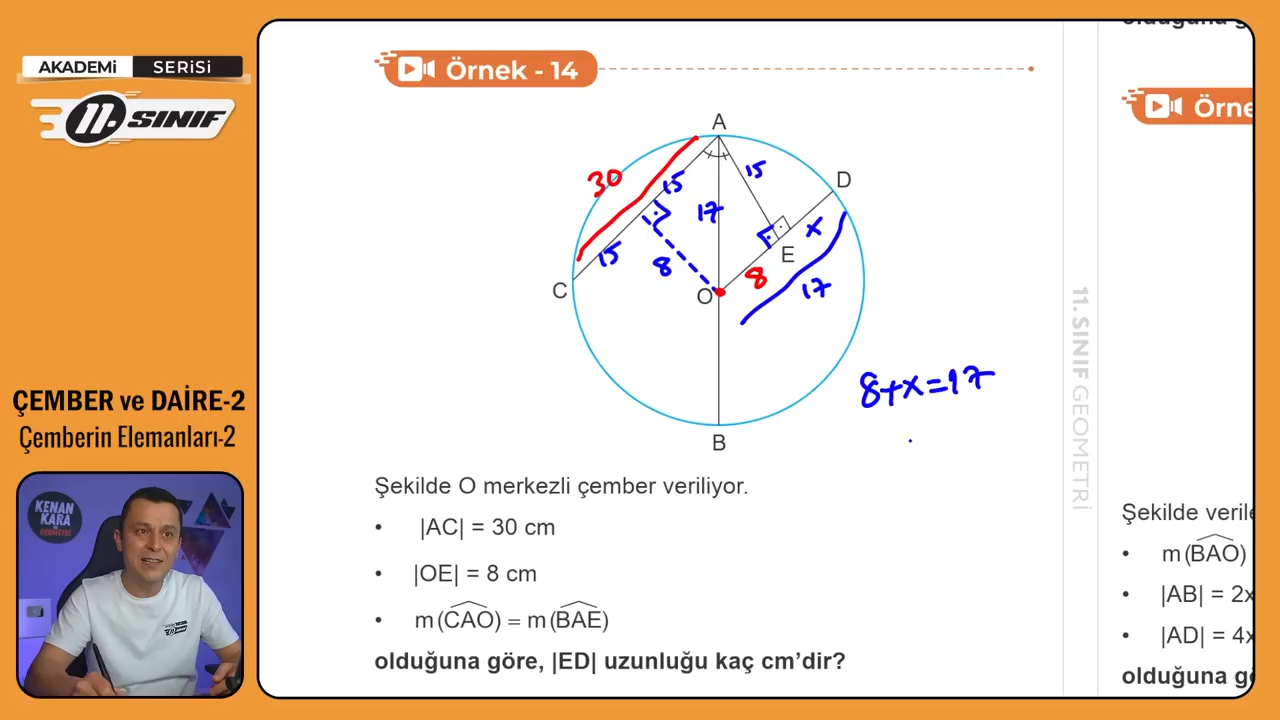 AKADEMİ SERİSİ
11. SINIF
ÇEMBER ve DAİRE-2
Çemberin Elemanları-2
KENAN
KARA
GEOMETRİ
Örnek - 14
A
30
15
15
D
17
x
E
15
8
8
C
O
17
8+x=17
B
Şekilde O merkezli çember veriliyor.
• |AC| = 30 cm
• |OE| = 8 cm
• m(CAO) = m(BAE)
olduğuna göre, |ED| uzunluğu kaç cm'dir?
11. SINIF GEOMETRİ
olduğuna g
Örne
Şekilde verile
• m(BAO)
• |AB| = 2x
• |AD| = 4x
olduğuna gö